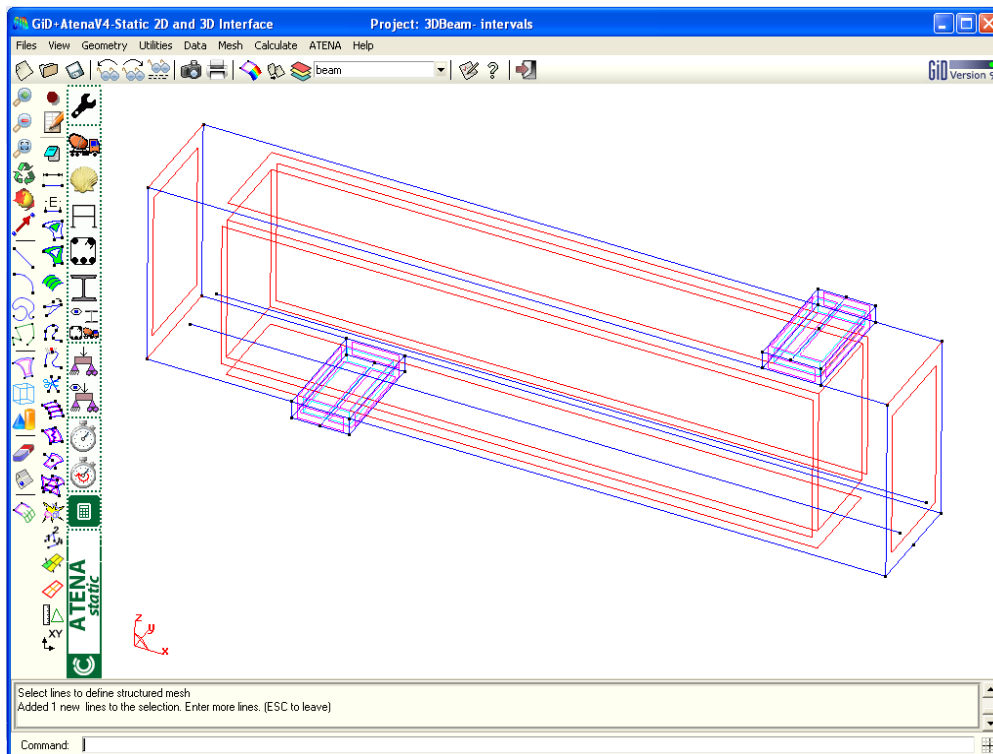 GiD+AtenaV4-Static 2D and 3D Interface Project: 3DBeam- intervals
Files View Geometry Utilities Data Mesh Calculate ATENA Help
beam
GiD Version 9
E
ATENA
static
XY
z
y
x
Select lines to define structured mesh
Added 1 new lines to the selection. Enter more lines. (ESC to leave)
Command: